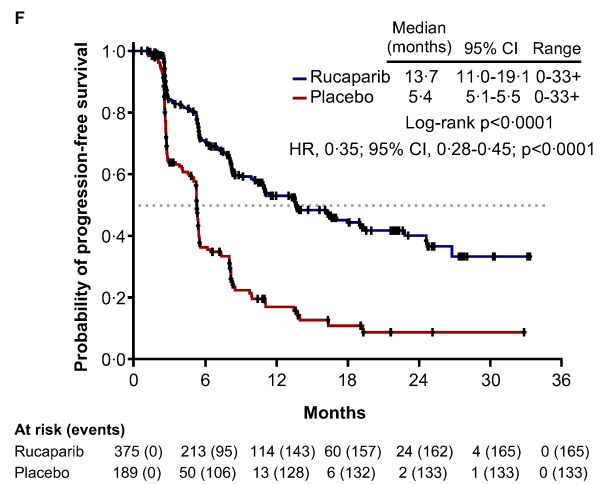 F
Median (months) 95% CI Range
Rucaparib 13·7 11·0-19·1 0-33+
Placebo 5·4 5·1-5·5 0-33+
Log-rank p<0·0001
HR, 0·35; 95% CI, 0·28-0·45; p<0·0001
Probability of progression-free survival
1·0
0·8
0·6
0·4
0·2
0·0
0 6 12 18 24 30 36
Months
At risk (events)
Rucaparib 375 (0) 213 (95) 114 (143) 60 (157) 24 (162) 4 (165) 0 (165)
Placebo 189 (0) 50 (106) 13 (128) 6 (132) 2 (133) 1 (133) 0 (133)